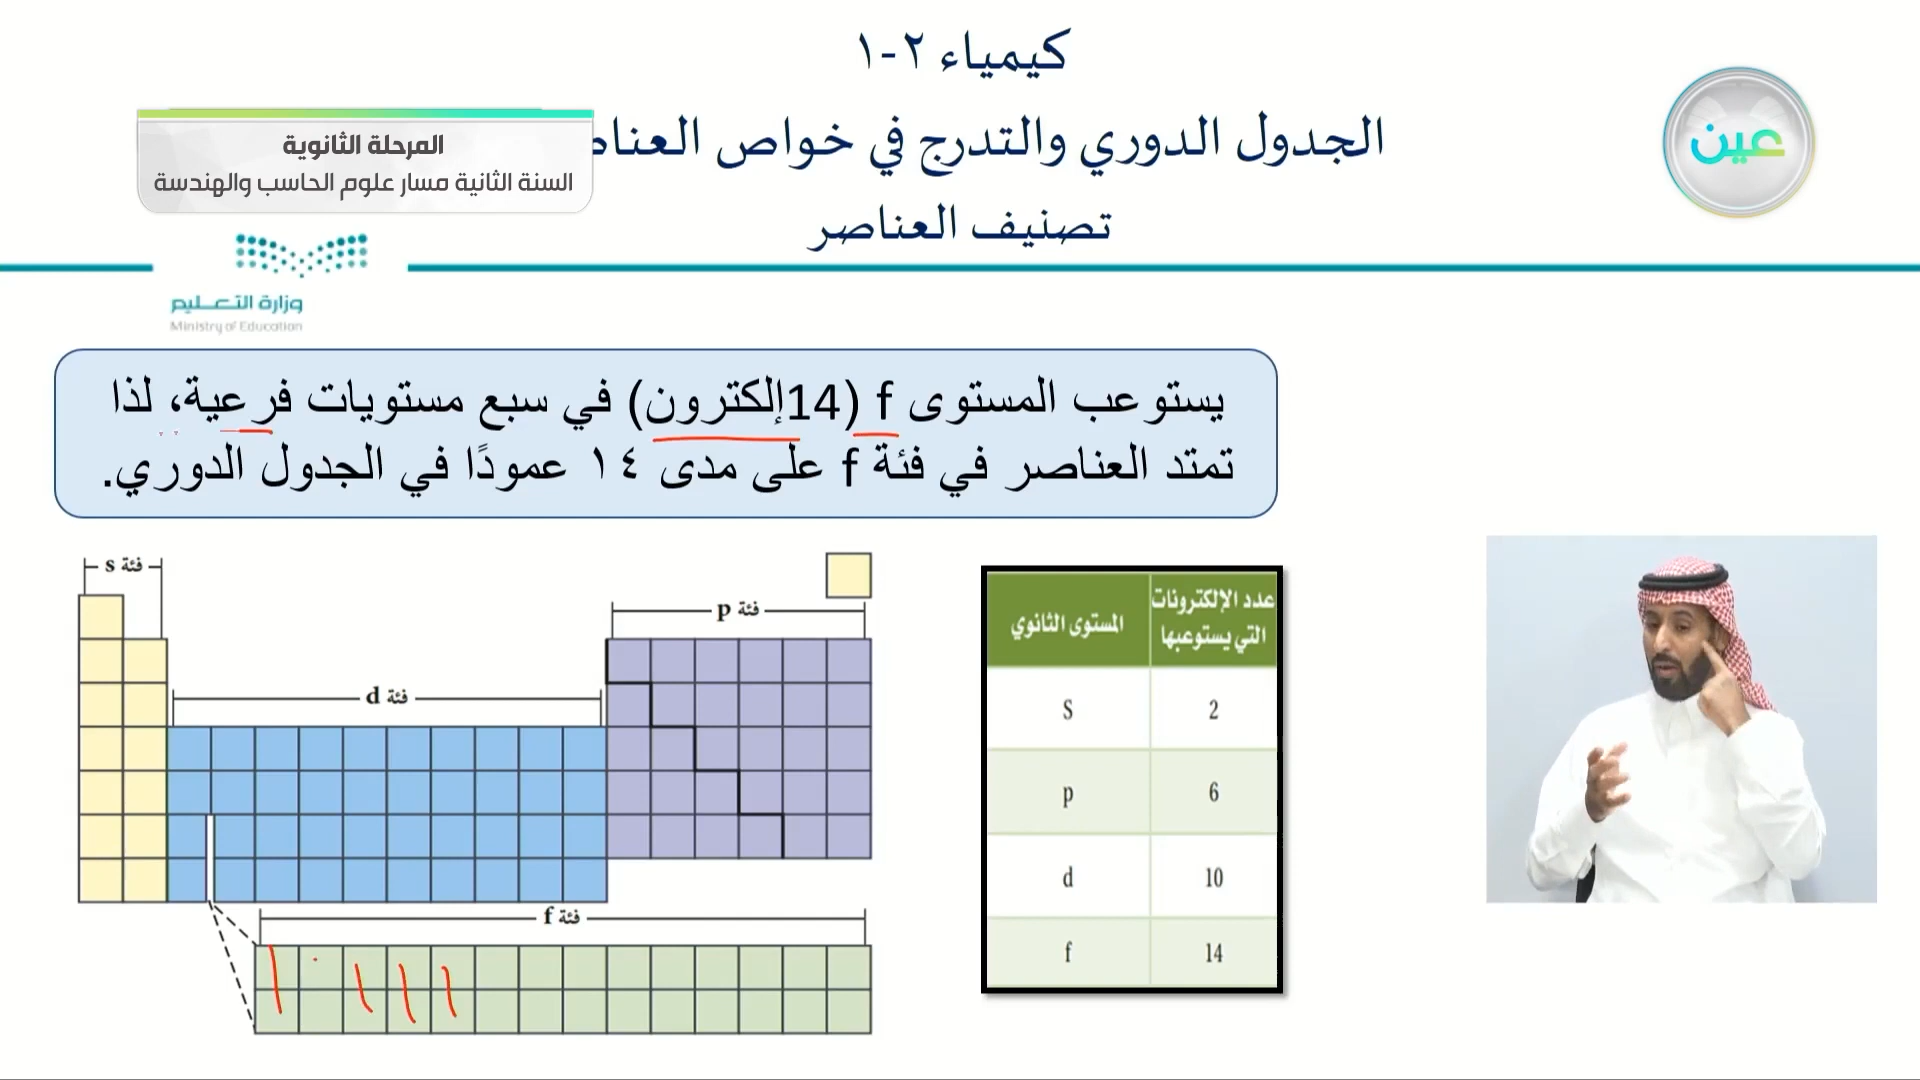 كيمياء ٢-١
الجدول الدوري والتدرج في خواص العناص
تصنيف العناصر
عين
المرحلة الثانوية
السنة الثانية مسار علوم الحاسب والهندسة
وزارة التعليم
Ministry of Education
يستوعب المستوى f (14إلكترون) في سبع مستويات فرعية، لذا
تمتد العناصر في فئة f على مدى ١٤ عمودًا في الجدول الدوري.
فئة s
فئة p
فئة d
فئة f
المستوى الثانوي
عدد الإلكترونات
التي يستوعبها
S 2
p 6
d 10
f 14